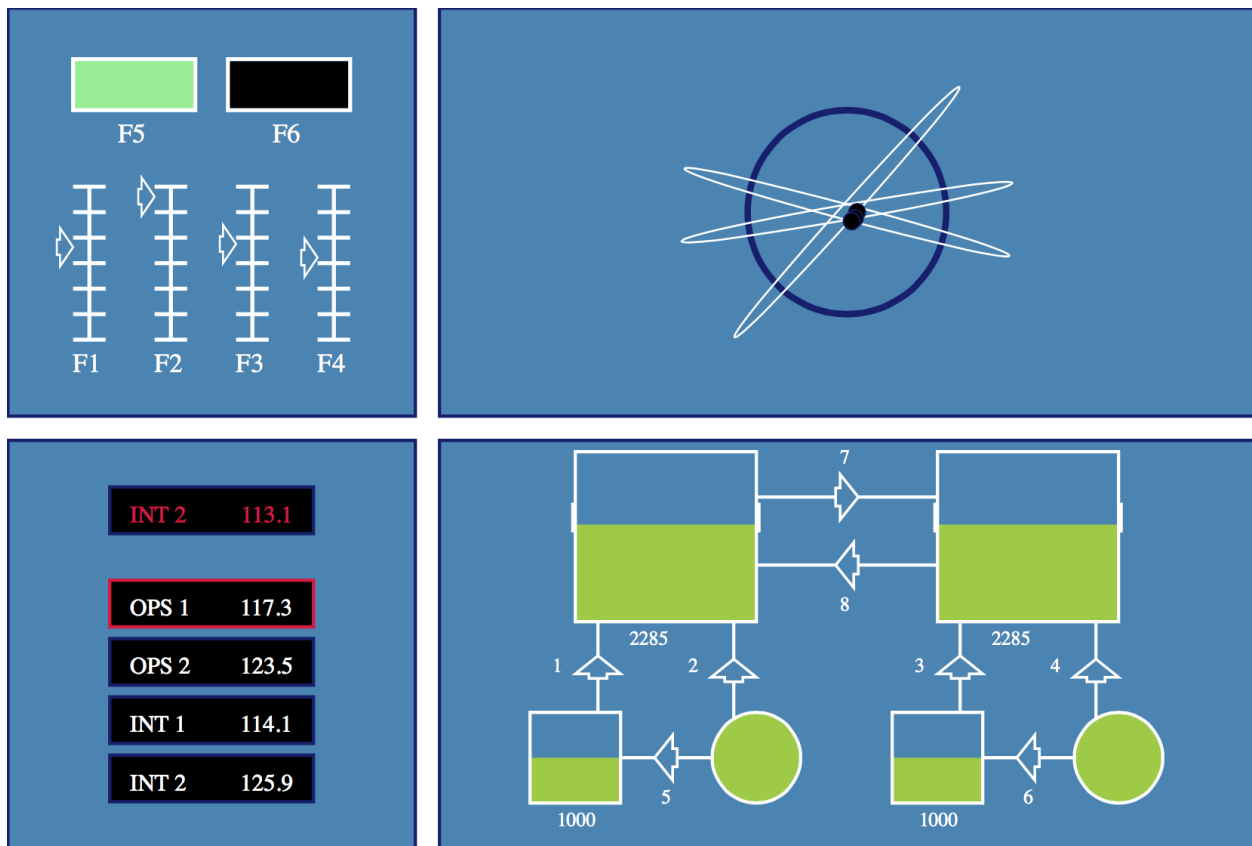 F5 F6
F1 F2 F3 F4
INT 2 113.1
OPS 1 117.3
OPS 2 123.5
INT 1 114.1
INT 2 125.9
7
8
2285 2285
1 2 3 4
5 6
1000 1000